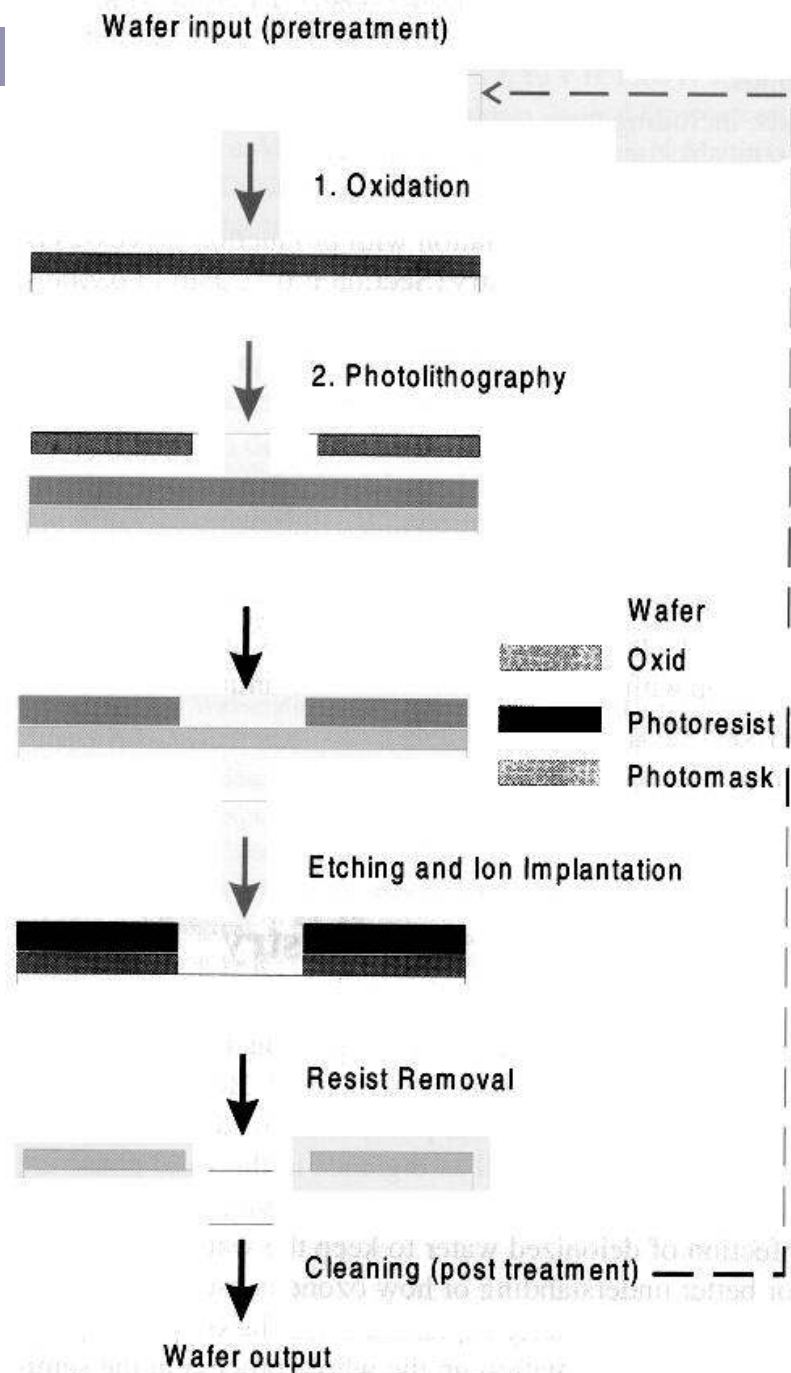 Wafer input (pretreatment)
1. Oxidation
2. Photolithography
Wafer
Oxid
Photoresist
Photomask
Etching and Ion Implantation
Resist Removal
Cleaning (post treatment)
Wafer output